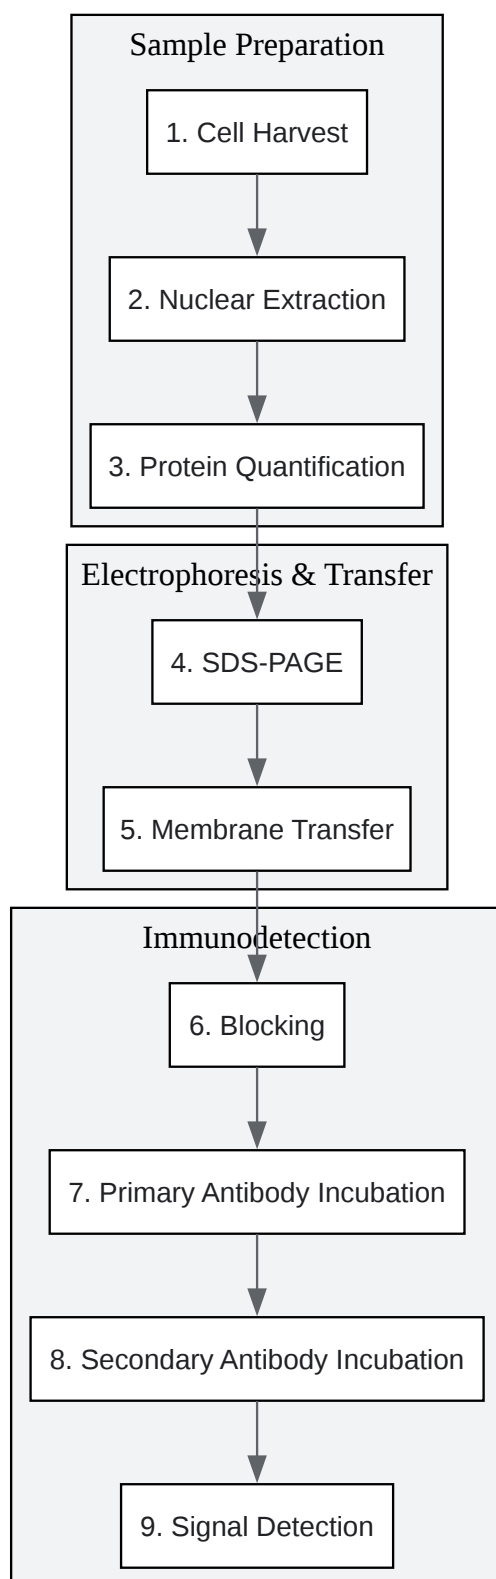 Sample Preparation
1. Cell Harvest
2. Nuclear Extraction
3. Protein Quantification
Electrophoresis & Transfer
4. SDS-PAGE
5. Membrane Transfer
Immunodetection
6. Blocking
7. Primary Antibody Incubation
8. Secondary Antibody Incubation
9. Signal Detection